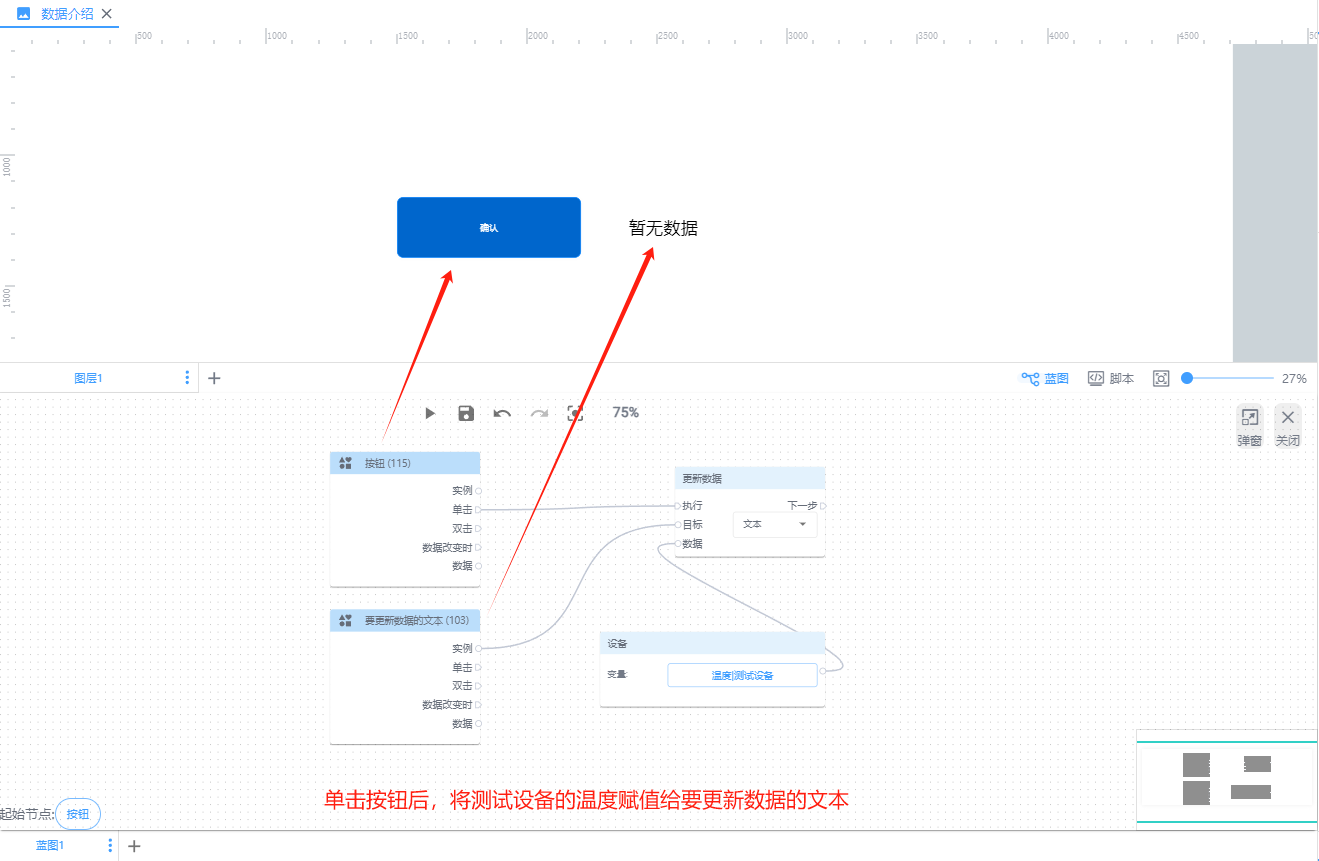 数据介绍
500
1000
1500
2000
2500
3000
3500
4000
4500
50
1000
1500
确认
暂无数据
图层1
蓝图
脚本
27%
75%
弹窗
关闭
按钮 (115)
实例
单击
双击
数据改变时
数据
更新数据
执行
下一步
目标
文本
数据
要更新数据的文本 (103)
实例
单击
双击
数据改变时
数据
设备
变量:
温度|测试设备
单击按钮后，将测试设备的温度赋值给要更新数据的文本
起始节点:
按钮
蓝图1